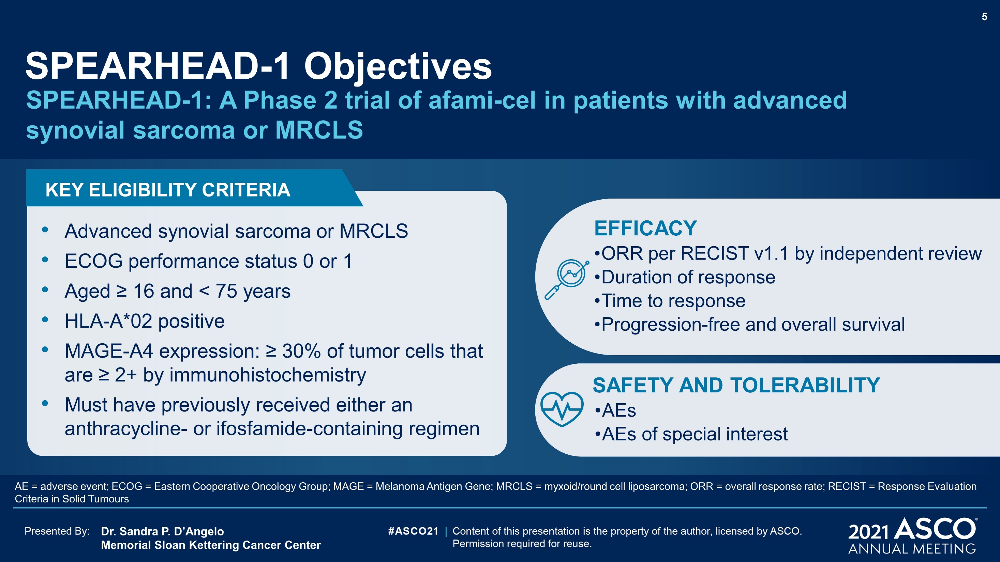 5
SPEARHEAD-1 Objectives
SPEARHEAD-1: A Phase 2 trial of afami-cel in patients with advanced
synovial sarcoma or MRCLS
KEY ELIGIBILITY CRITERIA
• Advanced synovial sarcoma or MRCLS
• ECOG performance status 0 or 1
• Aged ≥ 16 and < 75 years
• HLA-A*02 positive
• MAGE-A4 expression: ≥ 30% of tumor cells that
are ≥ 2+ by immunohistochemistry
• Must have previously received either an
anthracycline- or ifosfamide-containing regimen
EFFICACY
•ORR per RECIST v1.1 by independent review
•Duration of response
•Time to response
•Progression-free and overall survival
SAFETY AND TOLERABILITY
•AEs
•AEs of special interest
AE = adverse event; ECOG = Eastern Cooperative Oncology Group; MAGE = Melanoma Antigen Gene; MRCLS = myxoid/round cell liposarcoma; ORR = overall response rate; RECIST = Response Evaluation
Criteria in Solid Tumours
Presented By: Dr. Sandra P. D’Angelo
Memorial Sloan Kettering Cancer Center
#ASCO21 | Content of this presentation is the property of the author, licensed by ASCO.
Permission required for reuse.
2021 ASCO®
ANNUAL MEETING